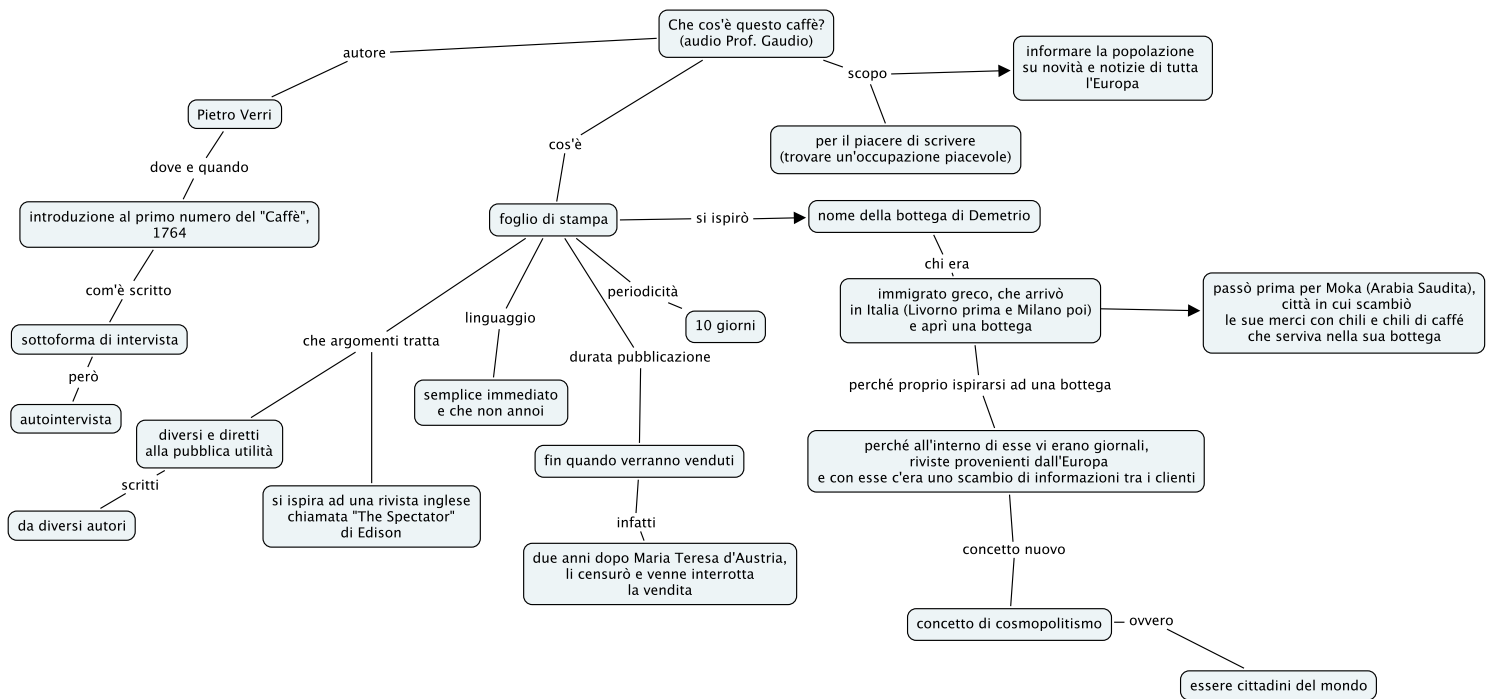 Che cos'è questo caffè?
(audio Prof. Gaudio)
autore
scopo
informare la popolazione
su novità e notizie di tutta
l'Europa
Pietro Verri
per il piacere di scrivere
(trovare un'occupazione piacevole)
cos'è
dove e quando
introduzione al primo numero del "Caffè",
1764
foglio di stampa
si ispirò
nome della bottega di Demetrio
chi era
com'è scritto
sottoforma di intervista
però
autointervista
periodicità
10 giorni
linguaggio
semplice immediato
e che non annoi
che argomenti tratta
durata pubblicazione
immigrato greco, che arrivò
in Italia (Livorno prima e Milano poi)
e aprì una bottega
passò prima per Moka (Arabia Saudita),
città in cui scambiò
le sue merci con chili e chili di caffé
che serviva nella sua bottega
perché proprio ispirarsi ad una bottega
diversi e diretti
alla pubblica utilità
scritti
da diversi autori
si ispira ad una rivista inglese
chiamata "The Spectator"
di Edison
fin quando verranno venduti
infatti
due anni dopo Maria Teresa d'Austria,
li censurò e venne interrotta
la vendita
perché all'interno di esse vi erano giornali,
riviste provenienti dall'Europa
e con esse c'era uno scambio di informazioni tra i clienti
concetto nuovo
concetto di cosmopolitismo
ovvero
essere cittadini del mondo